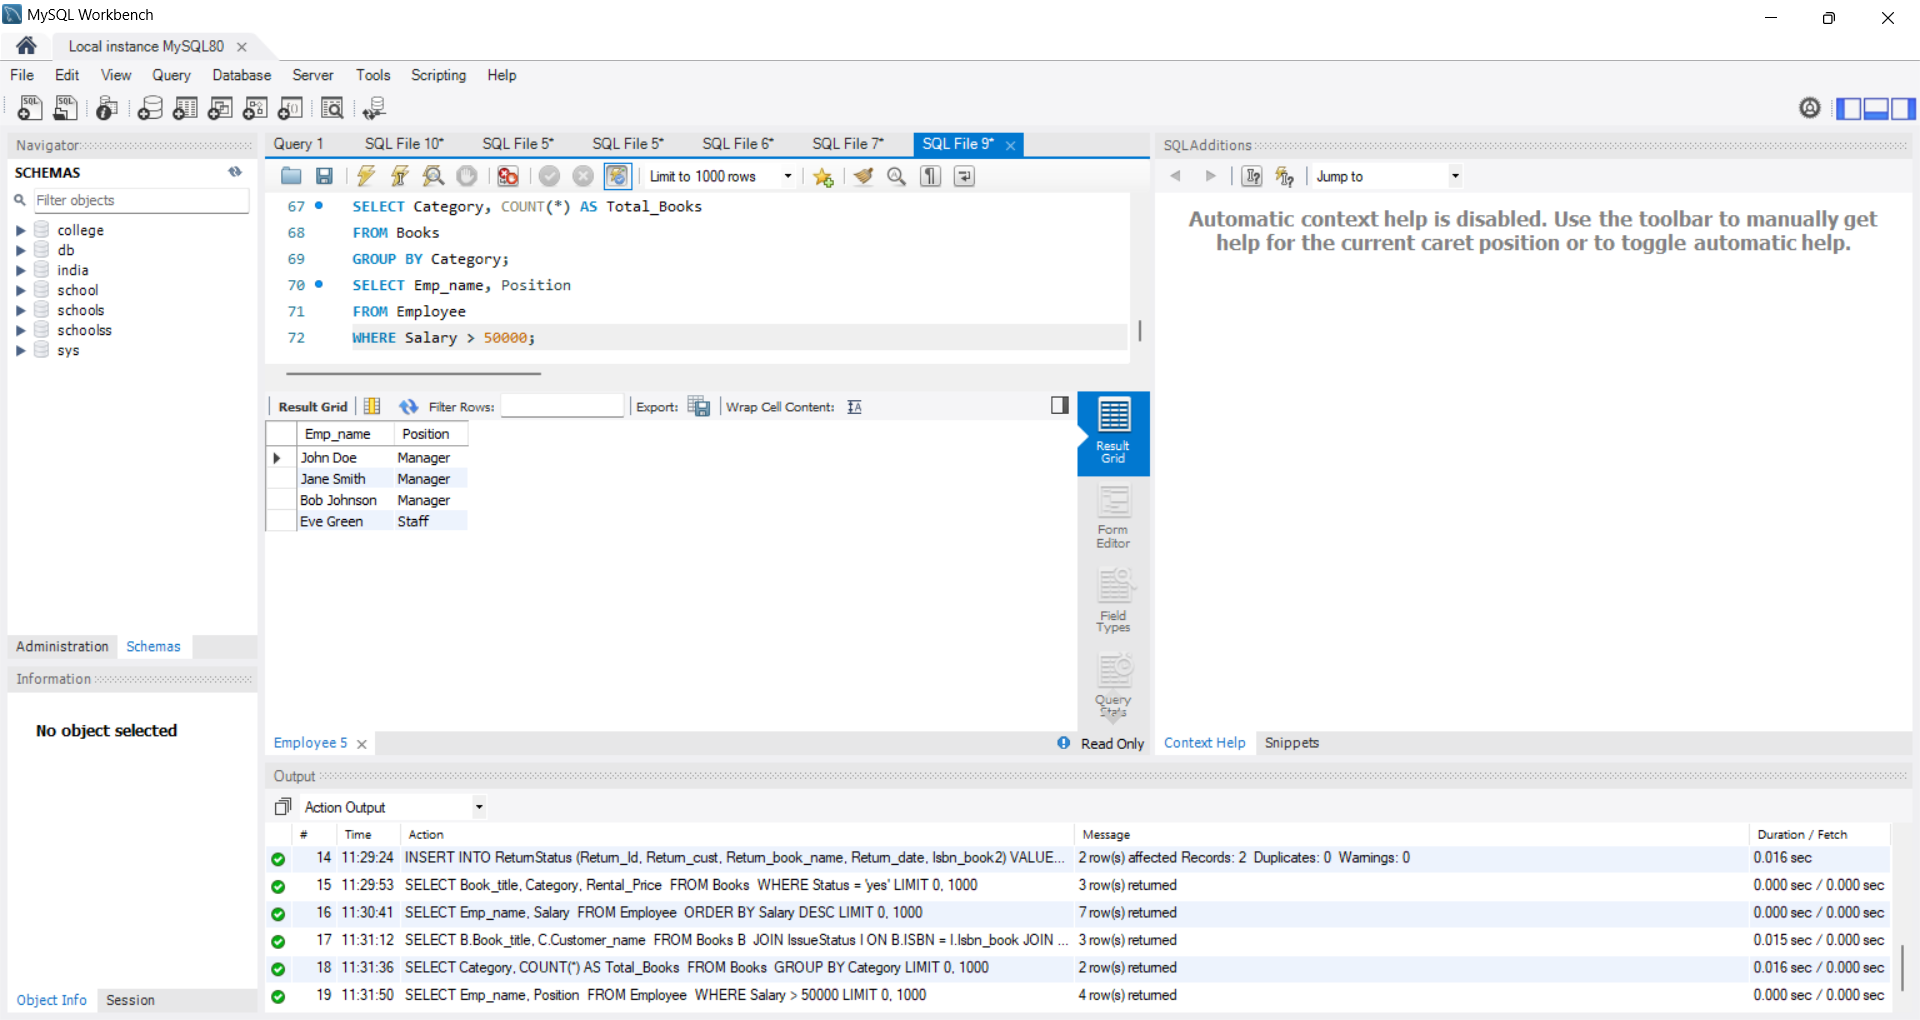 MySQL Workbench
Local instance MySQL80
File Edit View Query Database Server Tools Scripting Help
Navigator
SCHEMAS
Filter objects
college
db
india
school
schools
schoolss
sys
Administration Schemas
Information
No object selected
Object Info Session
Query 1 SQL File 10* SQL File 5* SQL File 5* SQL File 6* SQL File 7* SQL File 9*
Limit to 1000 rows
67 SELECT Category, COUNT(*) AS Total_Books
68 FROM Books
69 GROUP BY Category;
70 SELECT Emp_name, Position
71 FROM Employee
72 WHERE Salary > 50000;
Result Grid Filter Rows: Export: Wrap Cell Content:
Emp_name Position
John Doe Manager
Jane Smith Manager
Bob Johnson Manager
Eve Green Staff
Result
Grid
Form
Editor
Field
Types
Query
Stats
Employee 5
Read Only
SQLAdditions
Jump to
Automatic context help is disabled. Use the toolbar to manually get
help for the current caret position or to toggle automatic help.
Context Help Snippets
Output
Action Output
# Time Action Message Duration / Fetch
14 11:29:24 INSERT INTO ReturnStatus (Return_Id, Return_cust, Return_book_name, Return_date, Isbn_book2) VALUE... 2 row(s) affected Records: 2 Duplicates: 0 Warnings: 0 0.016 sec
15 11:29:53 SELECT Book_title, Category, Rental_Price FROM Books WHERE Status = 'yes' LIMIT 0, 1000 3 row(s) returned 0.000 sec / 0.000 sec
16 11:30:41 SELECT Emp_name, Salary FROM Employee ORDER BY Salary DESC LIMIT 0, 1000 7 row(s) returned 0.000 sec / 0.000 sec
17 11:31:12 SELECT B.Book_title, C.Customer_name FROM Books B JOIN IssueStatus I ON B.ISBN = I.Isbn_book JOIN ... 3 row(s) returned 0.015 sec / 0.000 sec
18 11:31:36 SELECT Category, COUNT(*) AS Total_Books FROM Books GROUP BY Category LIMIT 0, 1000 2 row(s) returned 0.016 sec / 0.000 sec
19 11:31:50 SELECT Emp_name, Position FROM Employee WHERE Salary > 50000 LIMIT 0, 1000 4 row(s) returned 0.000 sec / 0.000 sec